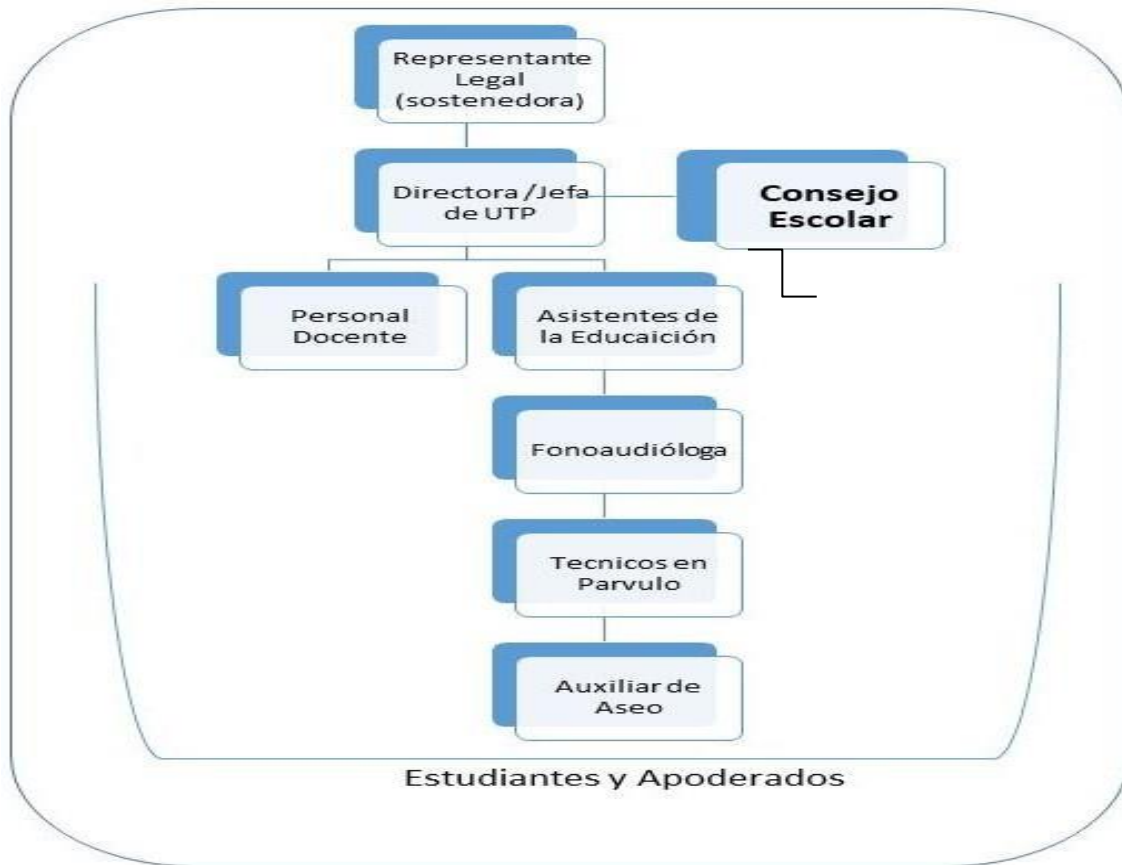 Representante
Legal
(sostenedora)
Directora /Jefa
de UTP
Consejo
Escolar
Personal
Docente
Asistentes de
la Educaición
Fonoaudióloga
Tecnicos en
Parvulo
Auxiliar de
Aseo
Estudiantes y Apoderados